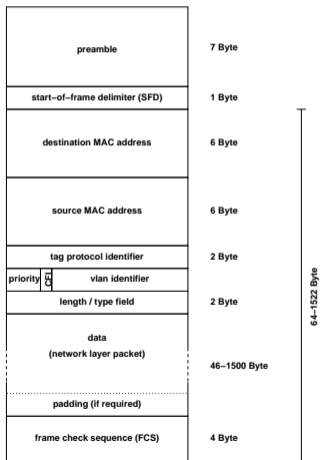 preamble 7 Byte
start-of-frame delimiter (SFD) 1 Byte
destination MAC address 6 Byte
source MAC address 6 Byte
tag protocol identifier 2 Byte
priority CFI vlan identifier
length / type field 2 Byte
data
(network layer packet)
46-1500 Byte
padding (if required)
frame check sequence (FCS) 4 Byte
64-1522 Byte